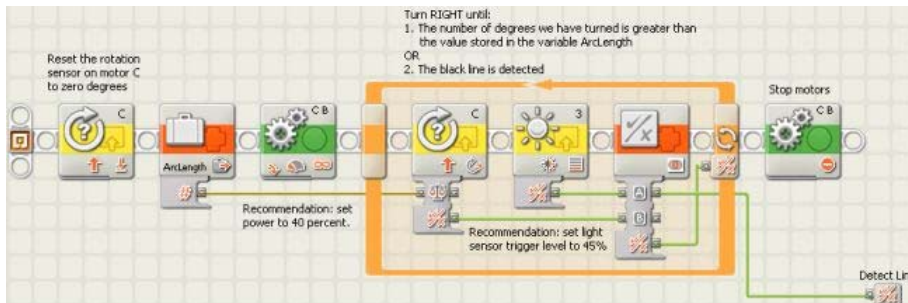 Turn RIGHT until:
1. The number of degrees we have turned is greater than
the value stored in the variable ArcLength
OR
2. The black line is detected
Reset the rotation
sensor on motor C
to zero degrees
Stop motors
C
C B
C
3
C B
ArcLength
#
A
B
Recommendation: set
power to 40 percent.
Recommendation: set light
sensor trigger level to 45%
Detect Lin